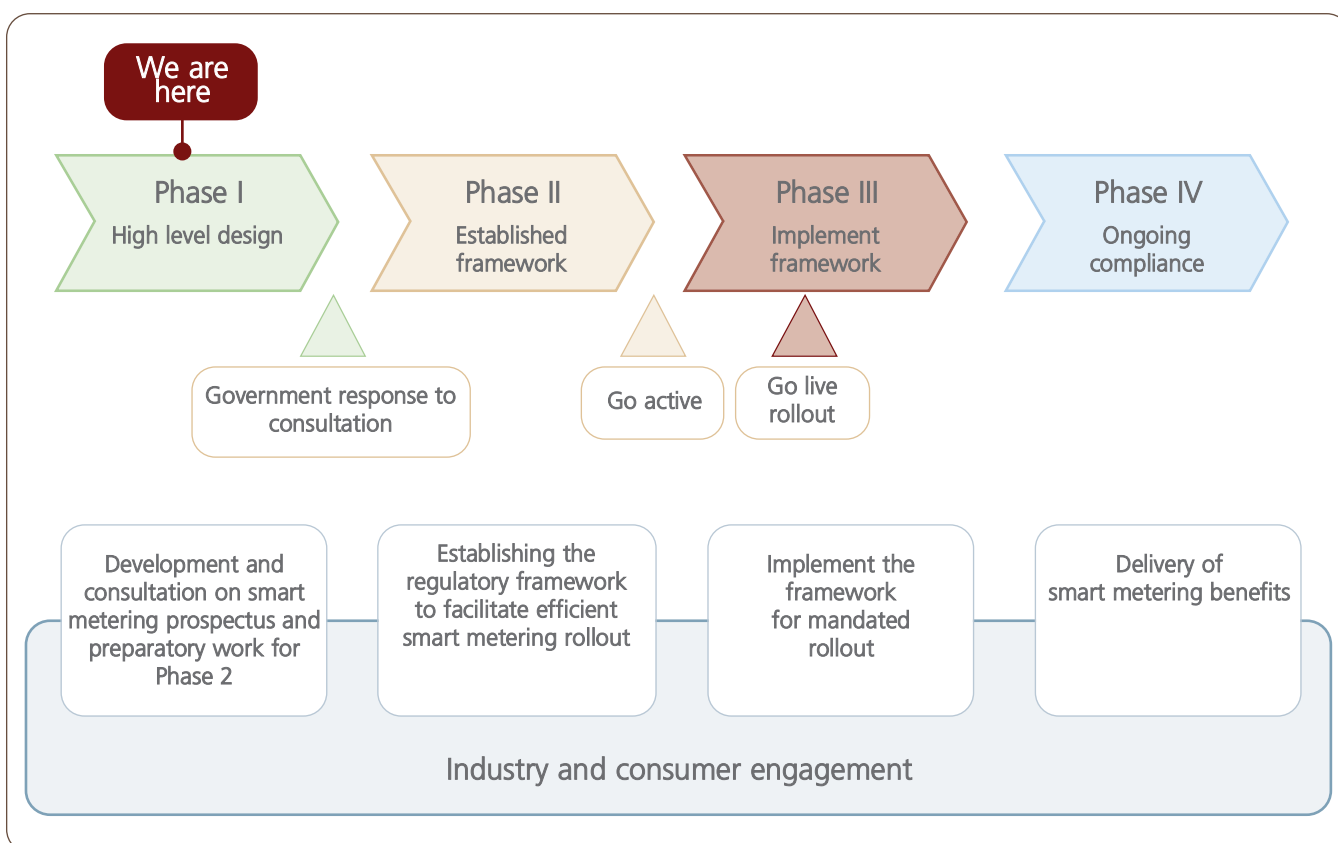 We are
here
Phase I
High level design
Phase II
Established
framework
Phase III
Implement
framework
Phase IV
Ongoing
compliance
Government response to
consultation
Go active
Go live
rollout
Development and
consultation on smart
metering prospectus and
preparatory work for
Phase 2
Establishing the
regulatory framework
to facilitate efficient
smart metering rollout
Implement the
framework
for mandated
rollout
Delivery of
smart metering benefits
Industry and consumer engagement